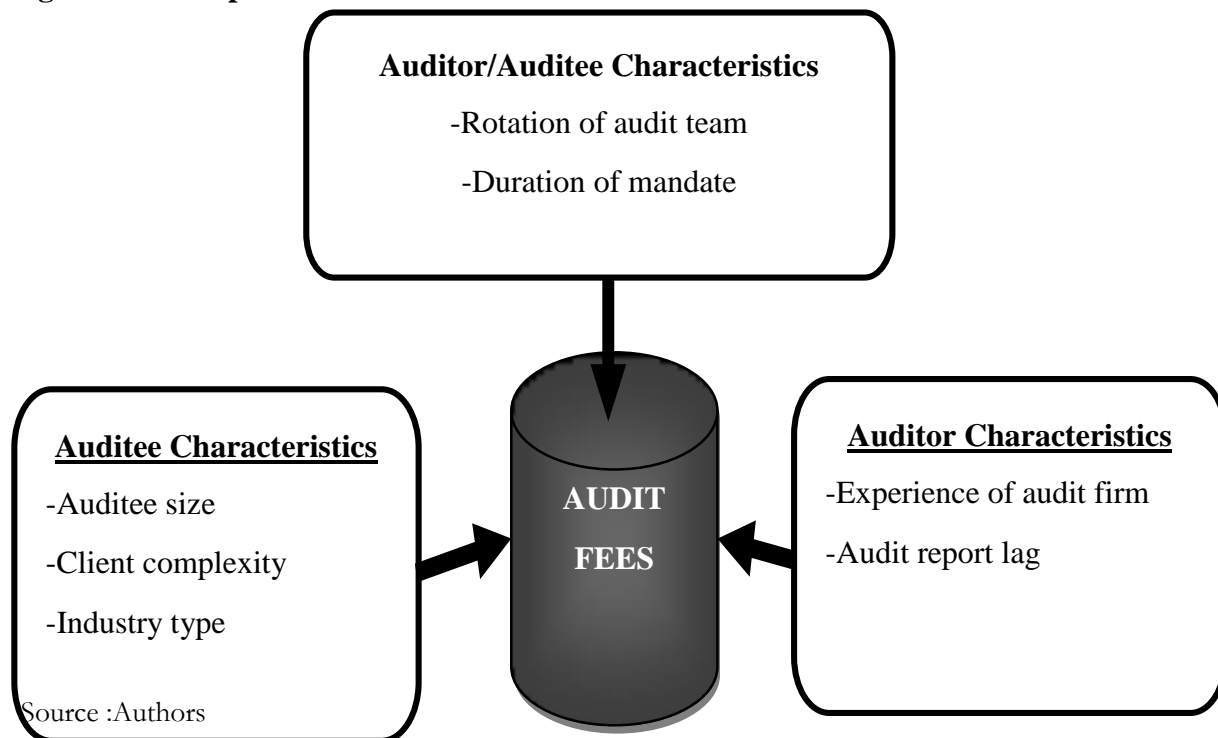 Auditor/Auditee Characteristics
-Rotation of audit team
-Duration of mandate
Auditee Characteristics
-Auditee size
-Client complexity
-Industry type
Source :Authors
AUDIT
FEES
Auditor Characteristics
-Experience of audit firm
-Audit report lag